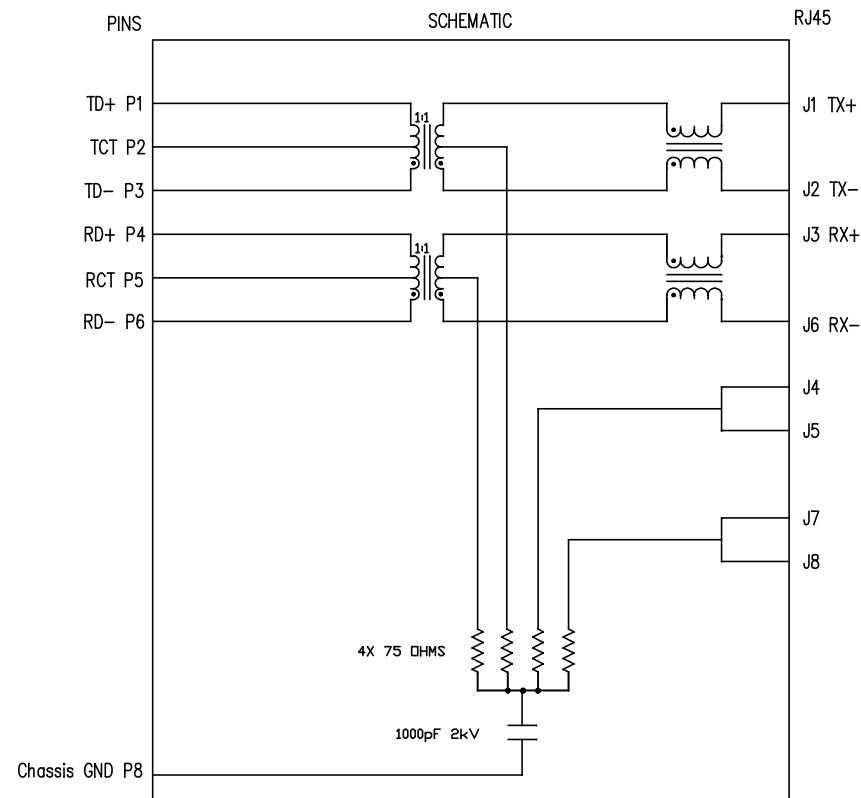 PINS
SCHEMATIC
RJ45
TD+ P1
1:1
J1 TX+
TCT P2
TD- P3
J2 TX-
RD+ P4
1:1
J3 RX+
RCT P5
RD- P6
J6 RX-
J4
J5
J7
J8
4X 75 OHMS
1000pF 2kV
Chassis GND P8